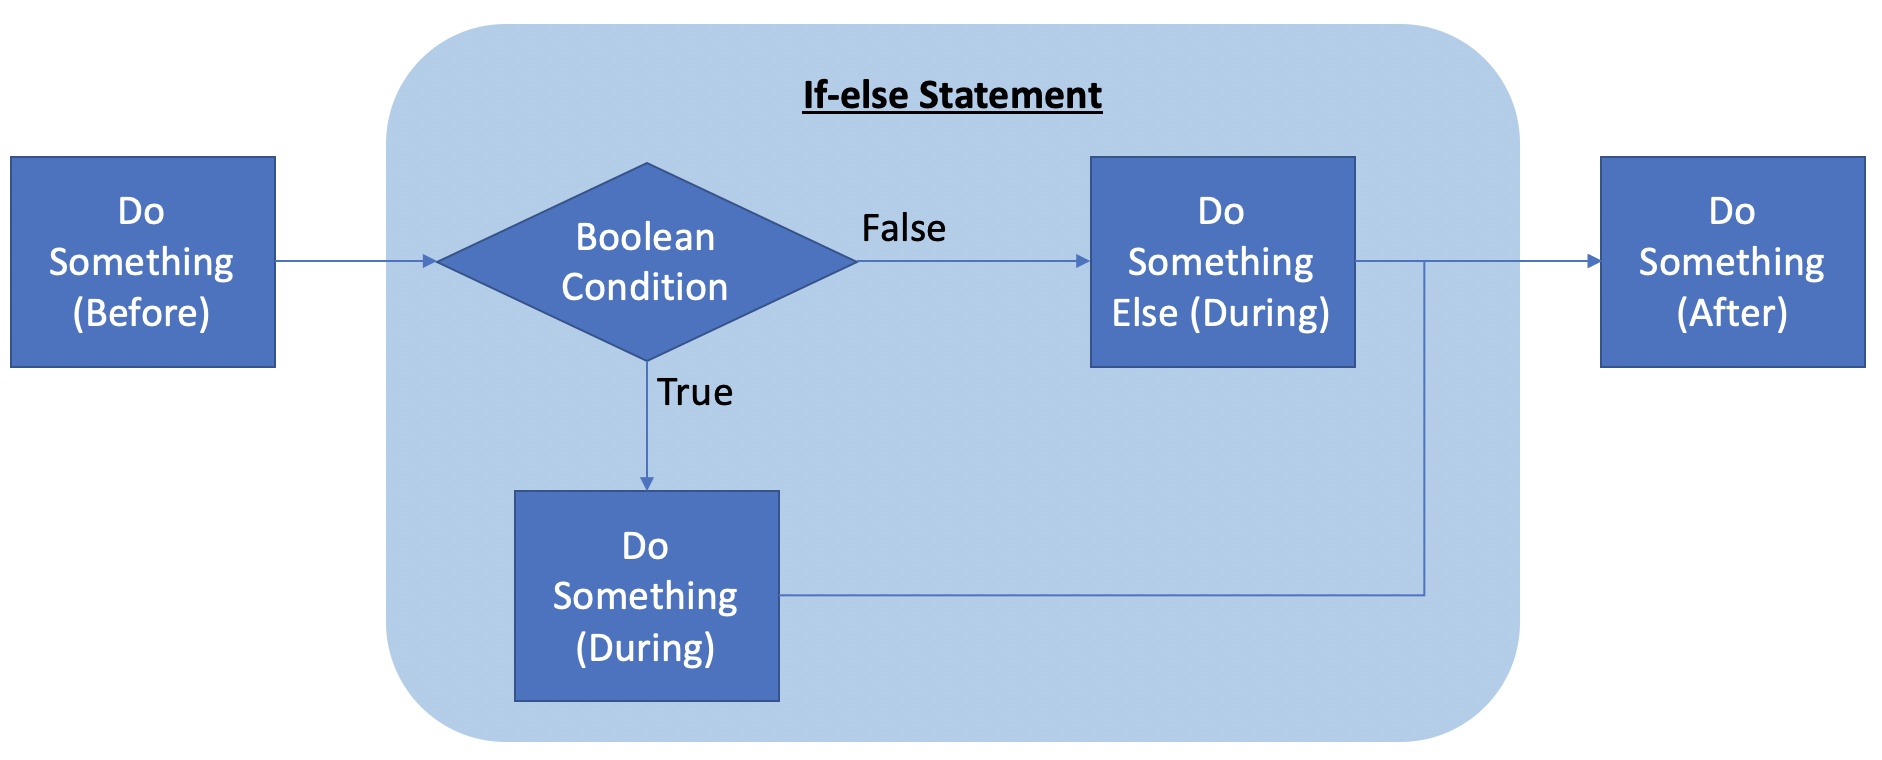 If-else Statement
Do
Something
(Before)
Boolean
Condition
False
True
Do
Something
Else (During)
Do
Something
(After)
Do
Something
(During)